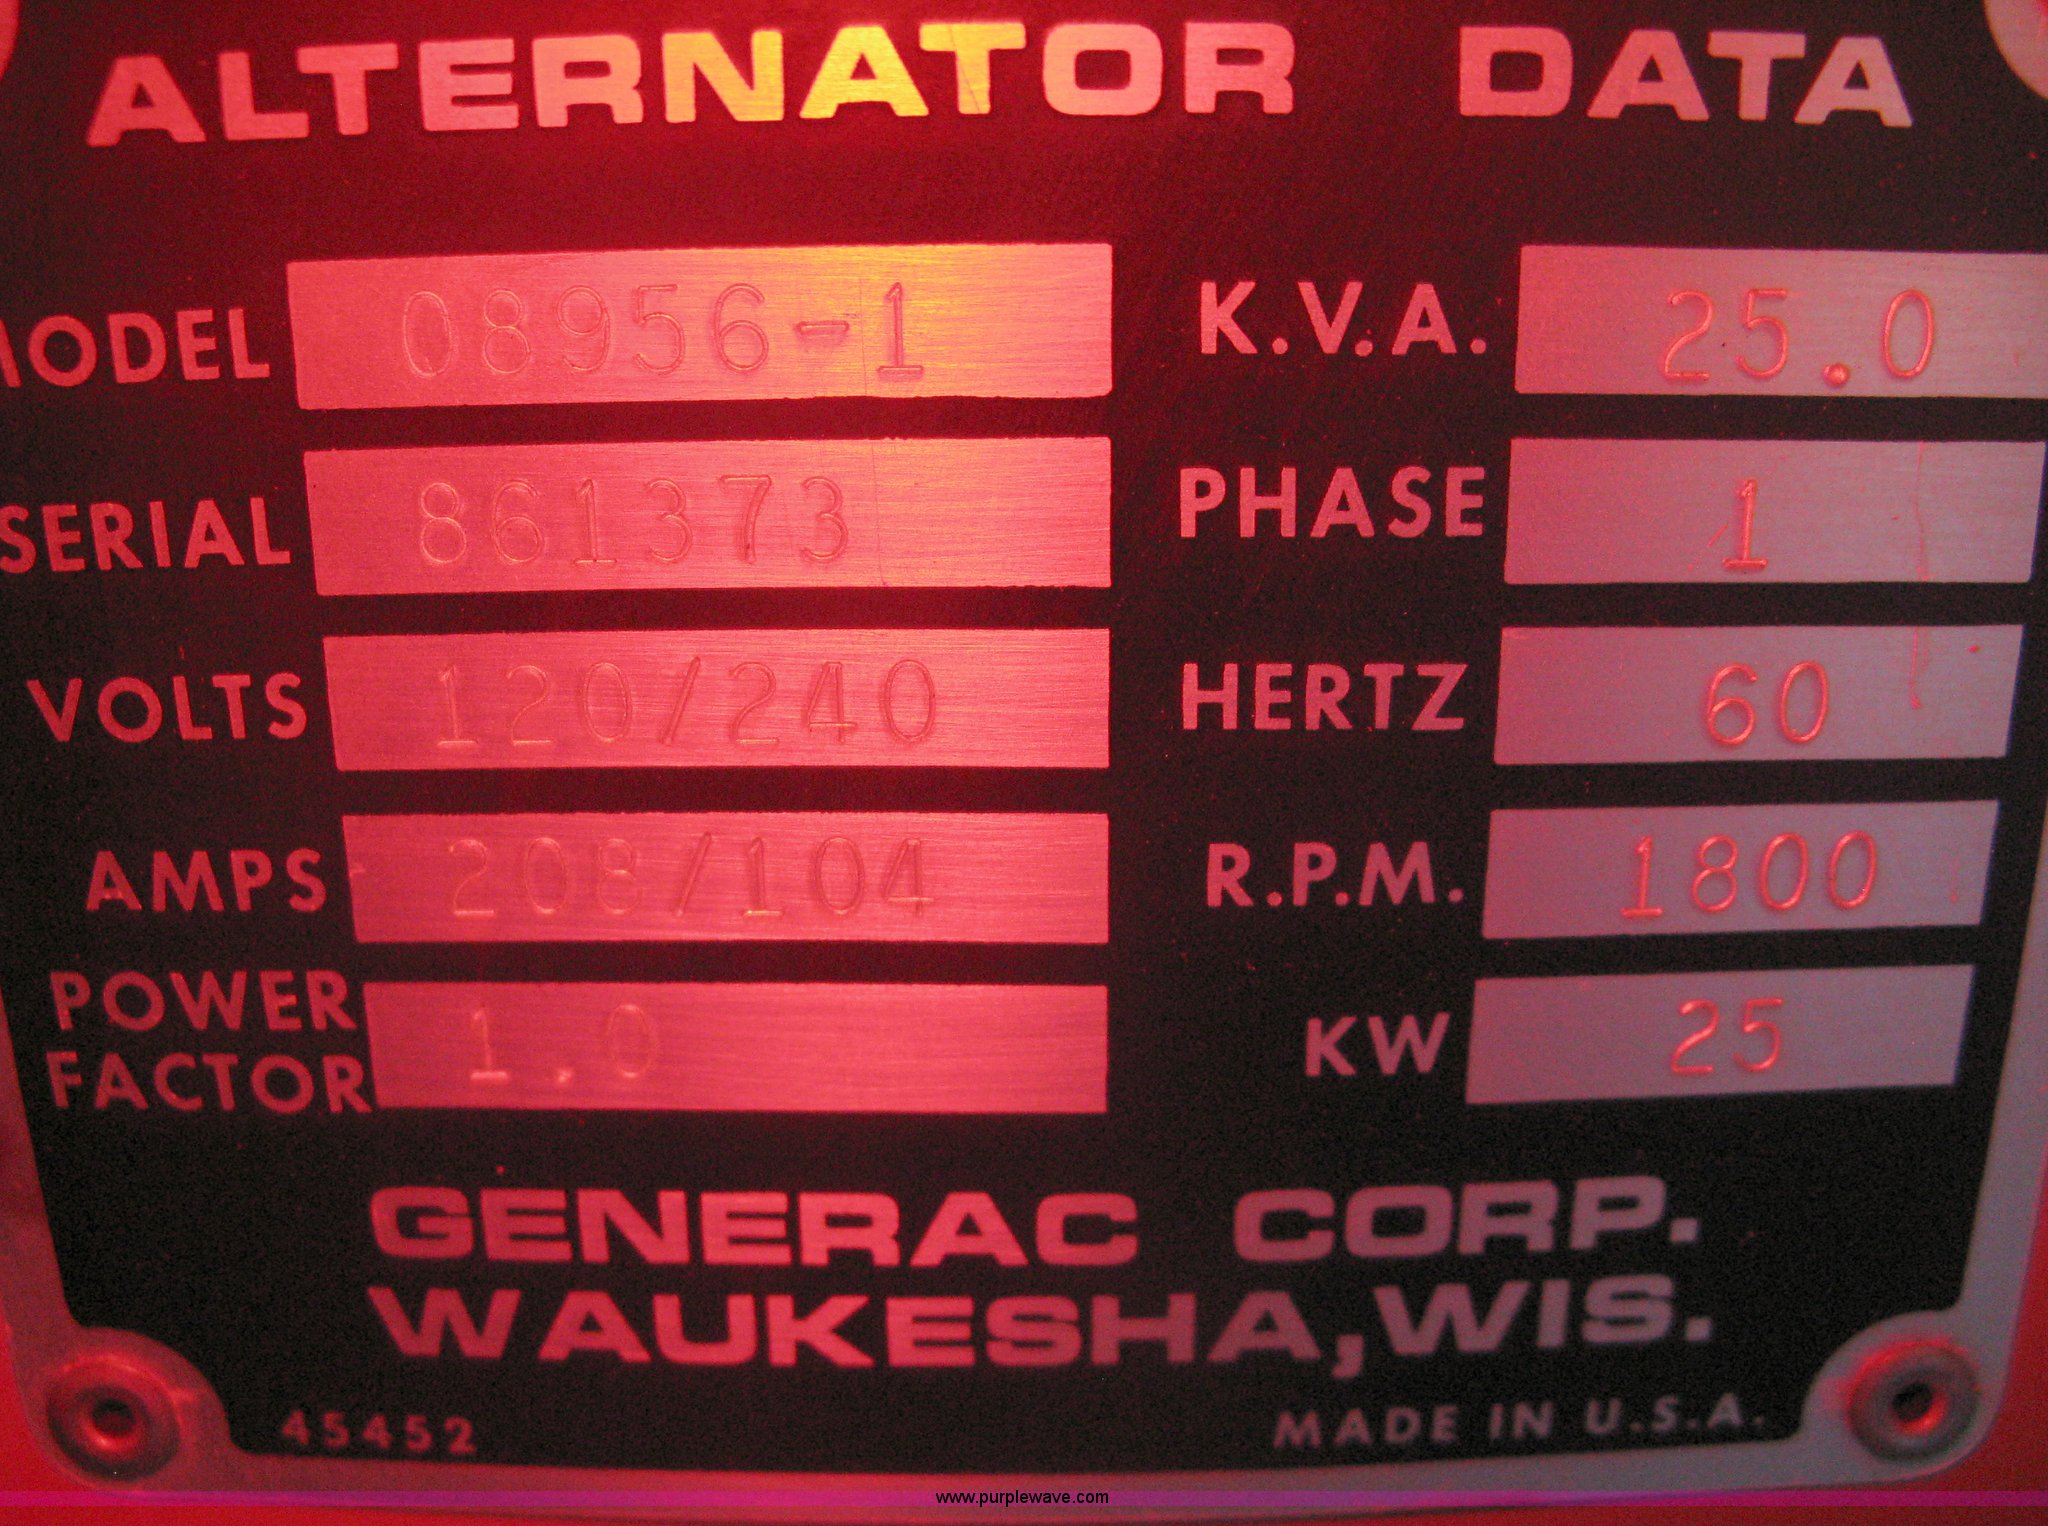 ALTERNATOR DATA
MODEL 08956-1 K.V.A. 25.0
SERIAL 861373 PHASE 1
VOLTS 120/240 HERTZ 60
AMPS 208/104 R.P.M. 1800
POWER FACTOR 1.0 KW 25
GENERAC CORP.
WAUKESHA, WIS.
45452 MADE IN U.S.A.
www.purplewave.com